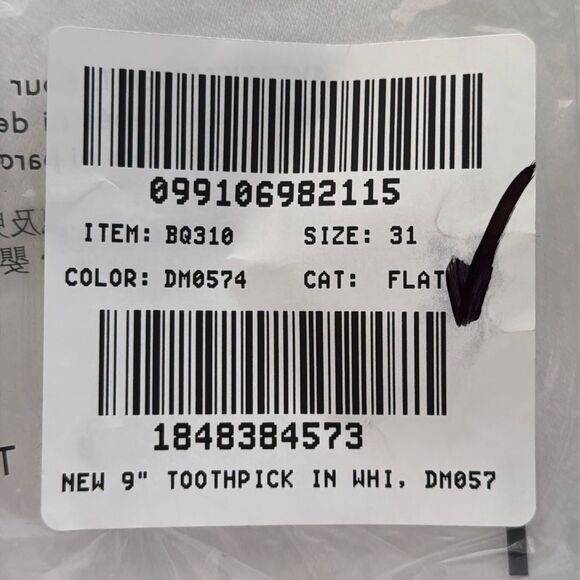 099106982115
ITEM: BQ310 SIZE: 31
COLOR: DM0574 CAT: FLAT
1848384573
NEW 9" TOOTHPICK IN WHI, DM057